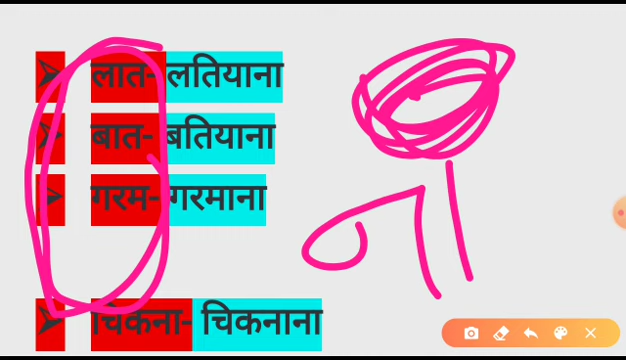 लात- लतियाना
बात- बतियाना
गरम- गरमाना
चिकना- चिकनाना
ना